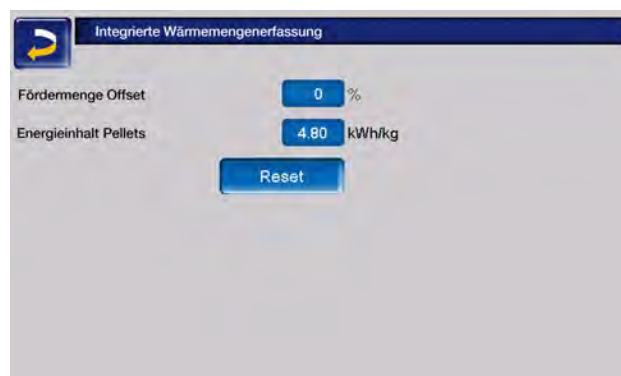 Integrierte Wärmemengenerfassung
Fördermenge Offset 0 %
Energieinhalt Pellets 4.80 kWh/kg
Reset